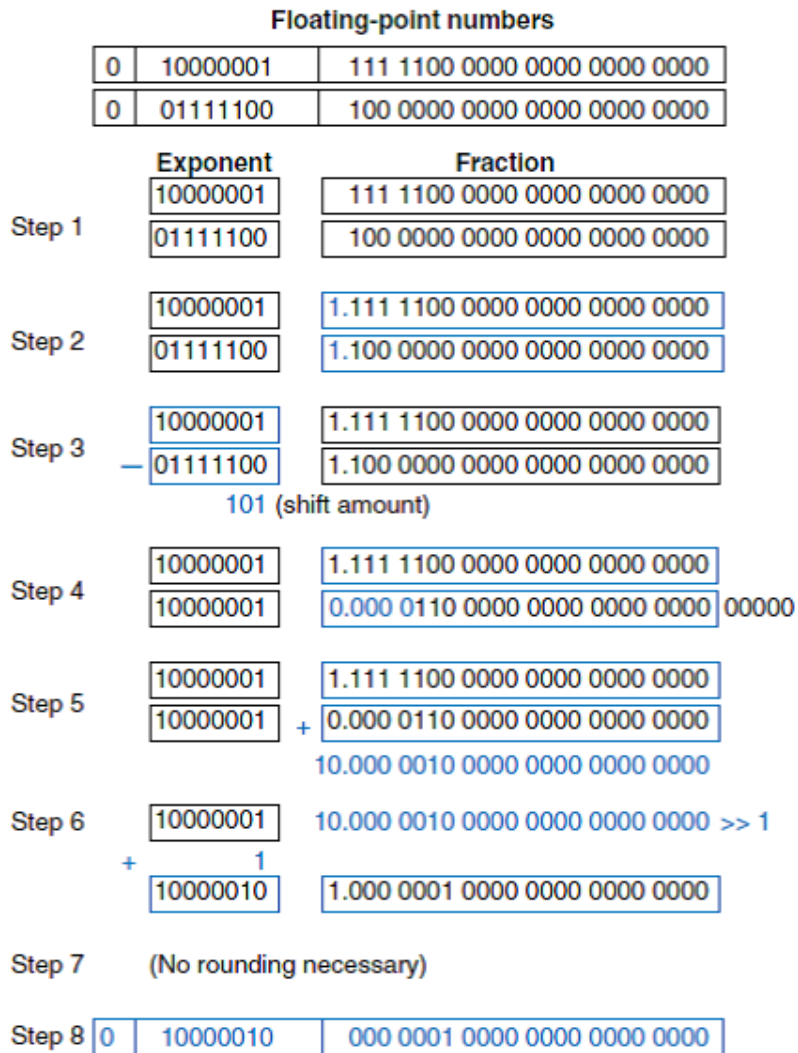 Floating-point numbers
0 10000001 111 1100 0000 0000 0000 0000
0 01111100 100 0000 0000 0000 0000 0000
Exponent Fraction
10000001 111 1100 0000 0000 0000 0000
Step 1
01111100 100 0000 0000 0000 0000 0000
10000001 1.111 1100 0000 0000 0000 0000
Step 2
01111100 1.100 0000 0000 0000 0000 0000
10000001 1.111 1100 0000 0000 0000 0000
Step 3
– 01111100 1.100 0000 0000 0000 0000 0000
101 (shift amount)
10000001 1.111 1100 0000 0000 0000 0000
Step 4
10000001 0.000 0110 0000 0000 0000 0000 00000
10000001 1.111 1100 0000 0000 0000 0000
Step 5
10000001 + 0.000 0110 0000 0000 0000 0000
10.000 0010 0000 0000 0000 0000
Step 6 10000001 10.000 0010 0000 0000 0000 0000 >> 1
+ 1
10000010 1.000 0001 0000 0000 0000 0000
Step 7 (No rounding necessary)
Step 8 0 10000010 000 0001 0000 0000 0000 0000